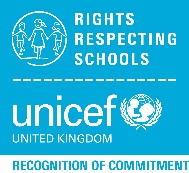 RIGHTS
RESPECTING
SCHOOLS
unicef
UNITED KINGDOM
RECOGNITION OF COMMITMENT